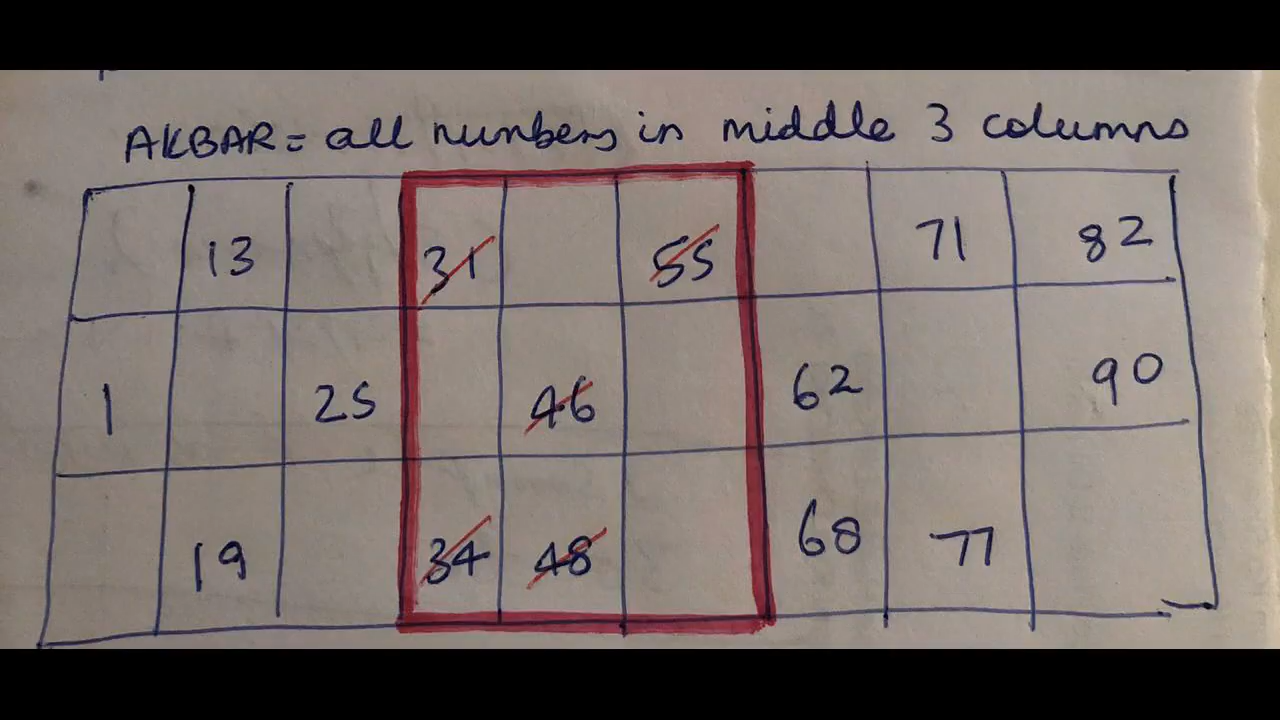 AKBAR = all numbers in middle 3 columns
13 31 55 71 82
1 25 46 62 90
19 34 48 68 77